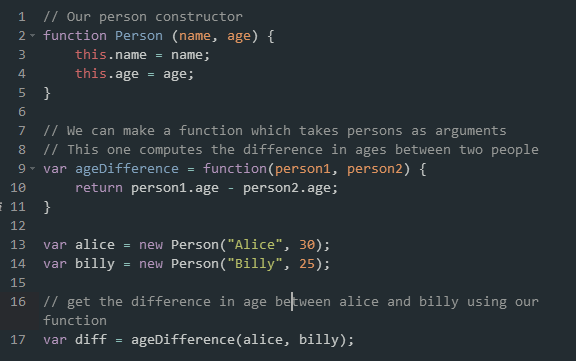 1 // Our person constructor
2 function Person (name, age) {
3     this.name = name;
4     this.age = age;
5 }
6
7 // We can make a function which takes persons as arguments
8 // This one computes the difference in ages between two people
9 var ageDifference = function(person1, person2) {
10     return person1.age - person2.age;
11 }
12
13 var alice = new Person("Alice", 30);
14 var billy = new Person("Billy", 25);
15
16 // get the difference in age between alice and billy using our
function
17 var diff = ageDifference(alice, billy);